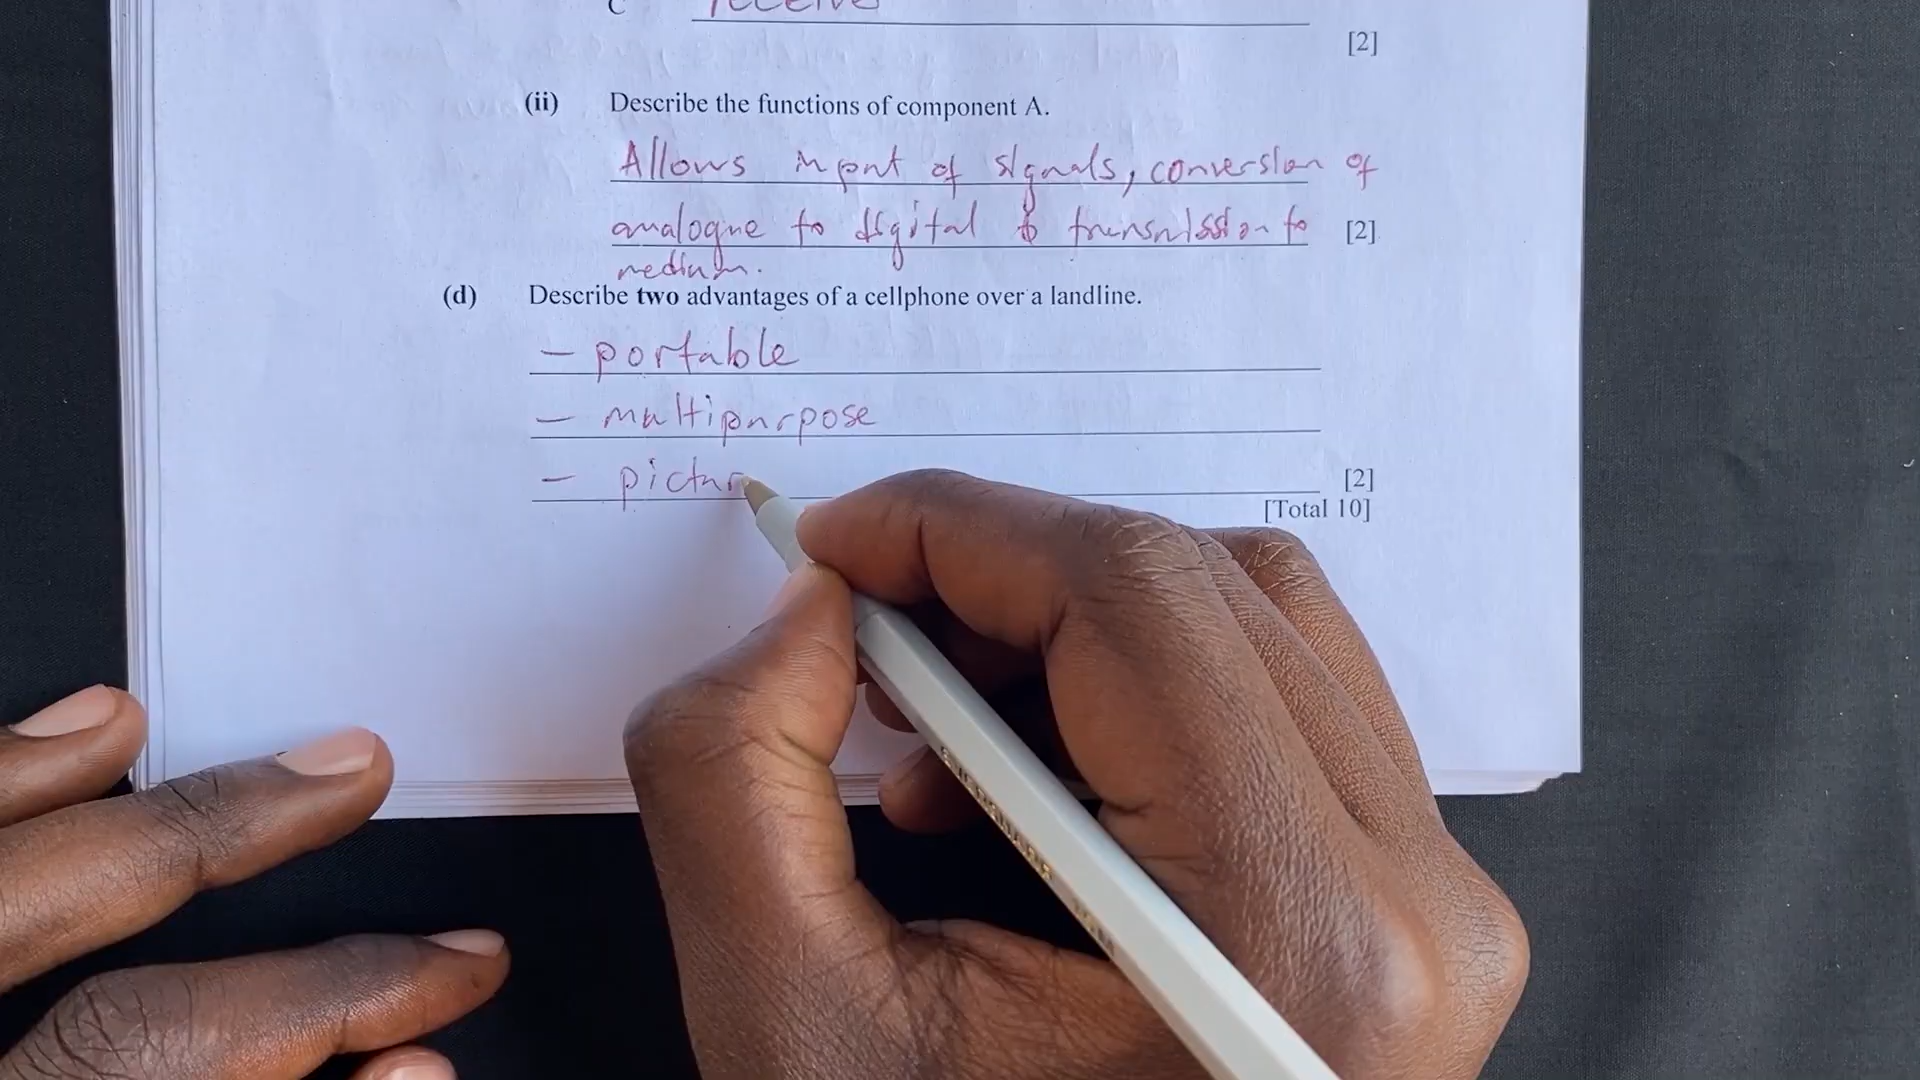 C receive
[2]
(ii) Describe the functions of component A.
Allows input of signals, conversion of
analogue to digital & transmission to [2]
medium.
(d) Describe two advantages of a cellphone over a landline.
- portable
- multipurpose
- pictur [2]
[Total 10]